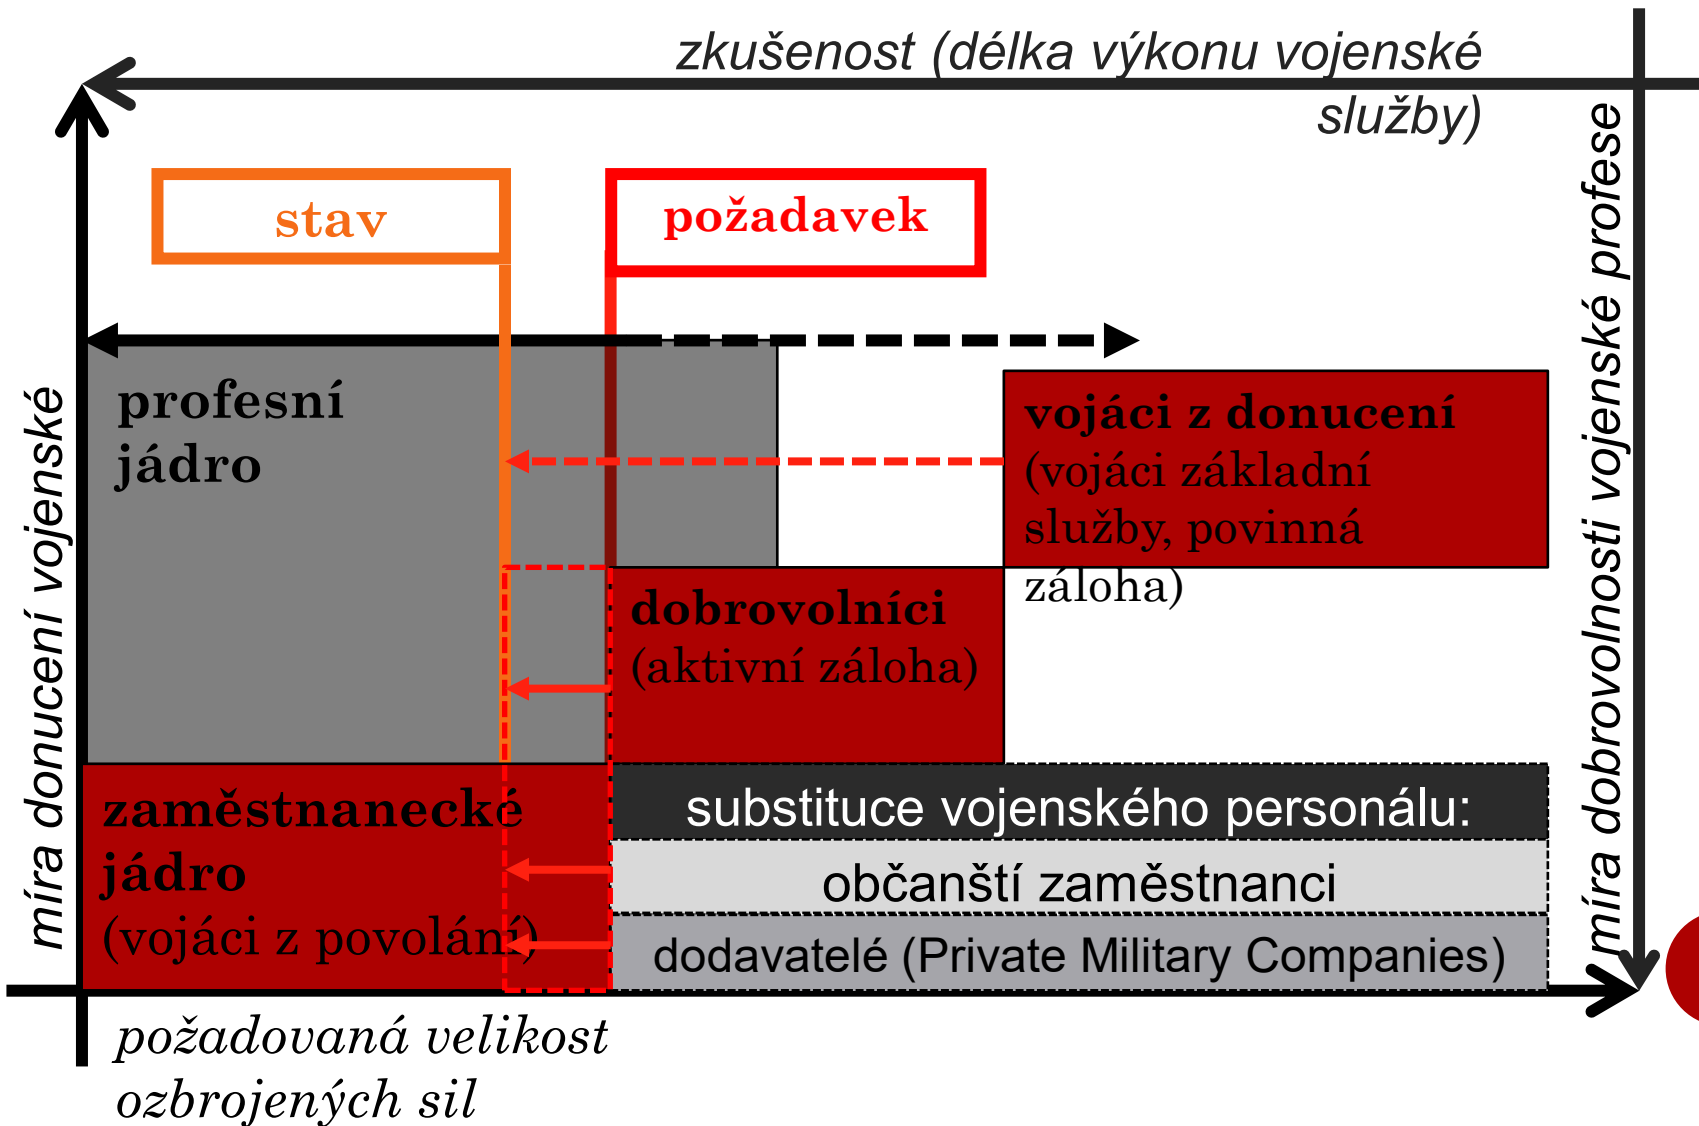 zkušenost (délka výkonu vojenské
služby)
stav
požadavek
profesní
jádro
vojáci z donucení
(vojáci základní
služby, povinná
záloha)
dobrovolníci
(aktivní záloha)
zaměstnanecké
jádro
(vojáci z povolání)
substituce vojenského personálu:
občanští zaměstnanci
dodavatelé (Private Military Companies)
míra donucení vojenské
míra dobrovolnosti vojenské profese
požadovaná velikost
ozbrojených sil